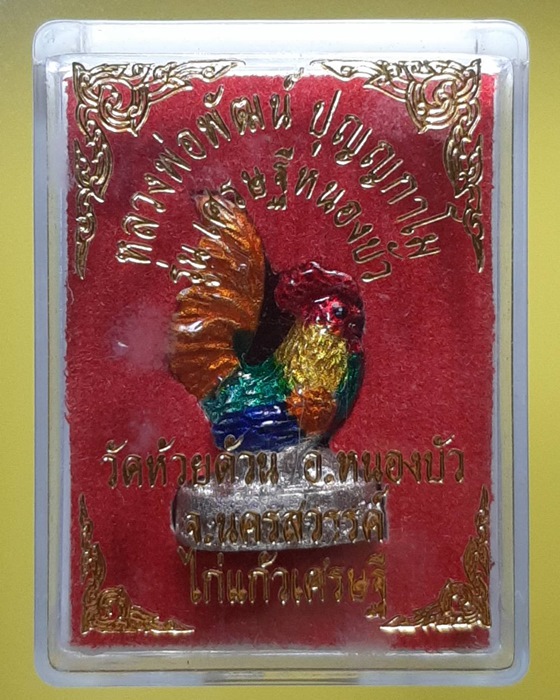 หลวงพ่อพัฒน์ ปุญญกาโม
รุ่น เศรษฐีหนองบัว
วัดห้วยด้วน อ.หนองบัว
จ.นครสวรรค์
ไก่แก้วเศรษฐี